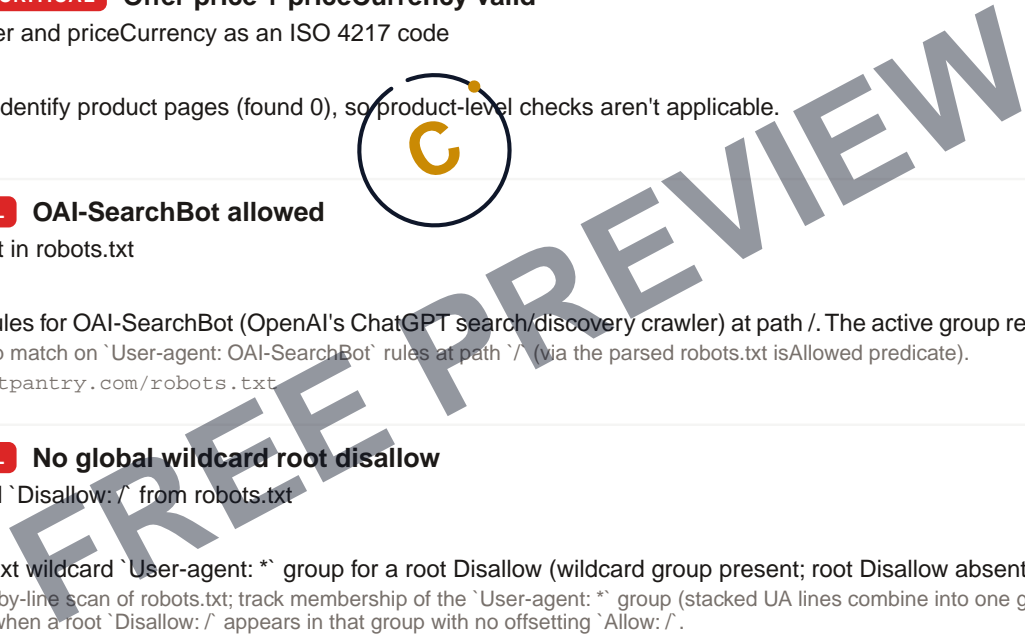 CRITICAL Offer price + priceCurrency valid
er and priceCurrency as an ISO 4217 code
dentify product pages (found 0), so product-level checks aren't applicable.
C
L OAI-SearchBot allowed
t in robots.txt
ules for OAI-SearchBot (OpenAI's ChatGPT search/discovery crawler) at path /. The active group re
o match on `User-agent: OAI-SearchBot` rules at path `/` (via the parsed robots.txt isAllowed predicate).
tpantry.com/robots.txt
L No global wildcard root disallow
l `Disallow: /` from robots.txt
xt wildcard `User-agent: *` group for a root Disallow (wildcard group present; root Disallow absent
by-line scan of robots.txt; track membership of the `User-agent: *` group (stacked UA lines combine into one g
when a root `Disallow: /` appears in that group with no offsetting `Allow: /`.
FREE PREVIEW